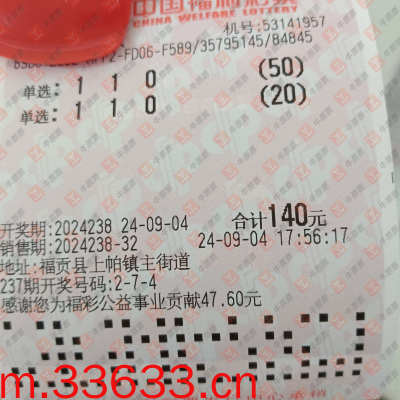 中国福利彩票
CHINA WELFARE LOTTERY
机号:53141957
-FD06-F589/35795145/84845
单选: 1 1 0 (50)
单选: 1 1 0 (20)
开奖期:2024238 24-09-04 合计140元
销售期:2024238-32 24-09-04 17:56:17
地址:福贡县上帕镇主街道
237期开奖号码:2-7-4
感谢您为福彩公益事业贡献47.60元
m.33633.cn